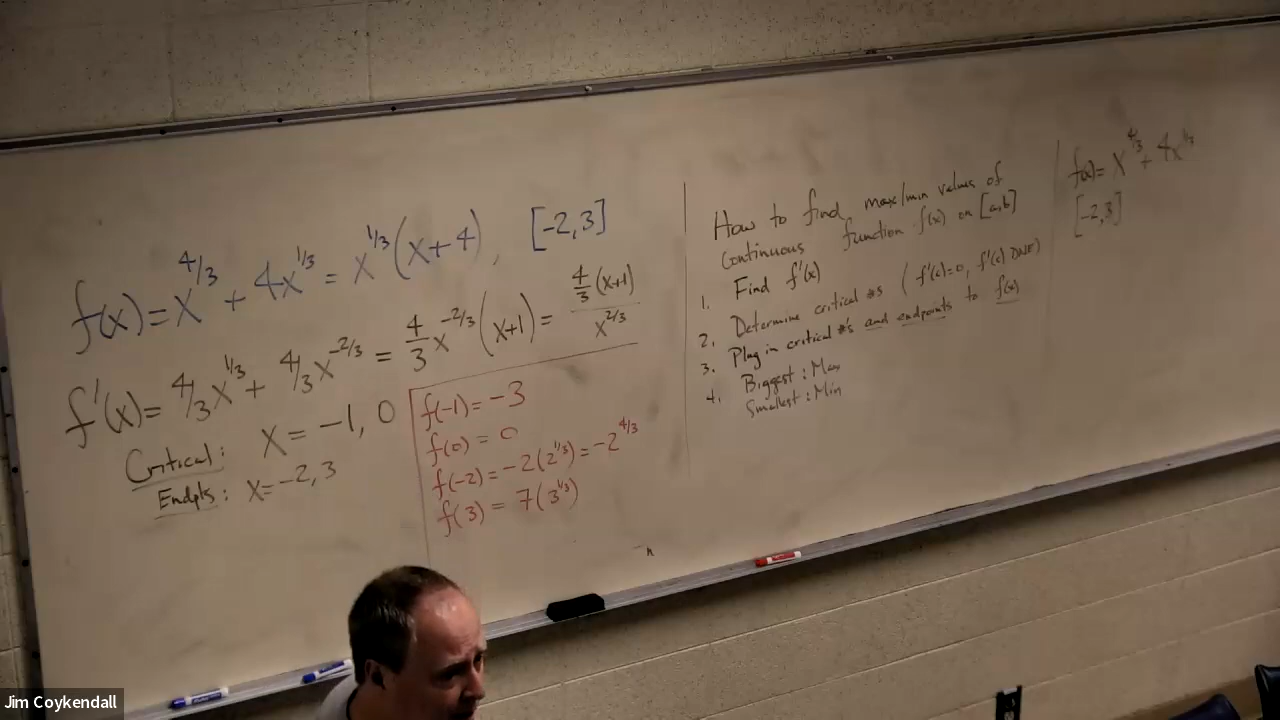 f(x) = x^{4/3} + 4x^{1/3} = x^{1/3}(x+4), [-2,3]
f'(x) = 4/3 x^{1/3} + 4/3 x^{-2/3} = 4/3 x^{-2/3}(x+1) = \frac{4/3 (x+1)}{x^{2/3}}
Critical: x = -1, 0
Endpts: x = -2, 3
f(-1) = -3
f(0) = 0
f(-2) = -2(2^{1/3}) = -2^{4/3}
f(3) = 7(3^{1/3})
How to find max/min values of
continuous function f(x) on [a,b]
1. Find f'(x)
2. Determine critical #s (f'(c)=0, f'(c) DNE)
3. Plug in critical #'s and endpoints to f(x)
4. Biggest: Max
Smallest: Min
f(x) = x^{4/3} + 4x^{1/3}
[-2,3]
Jim Coykendall